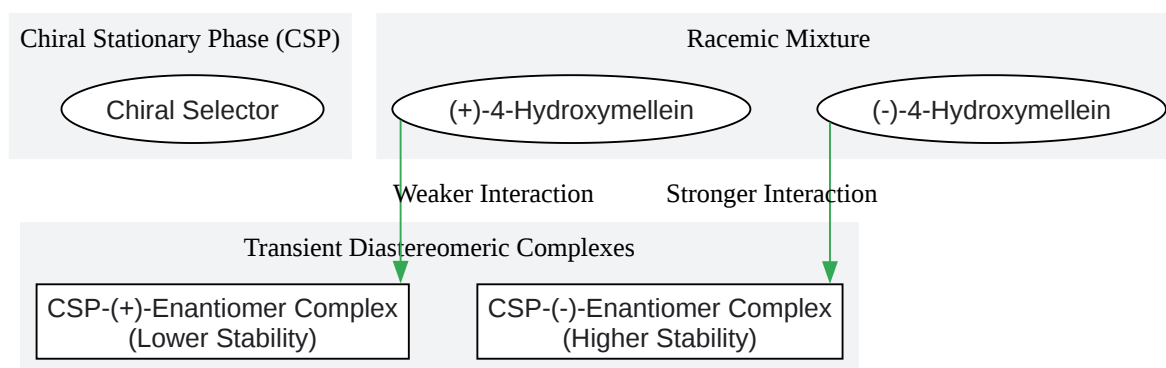 Chiral Stationary Phase (CSP)
Racemic Mixture
Chiral Selector
(+)-4-Hydroxymellein
(-)-4-Hydroxymellein
Weaker Interaction
Stronger Interaction
Transient Diastereomeric Complexes
CSP-(+)-Enantiomer Complex
(Lower Stability)
CSP-(-)-Enantiomer Complex
(Higher Stability)